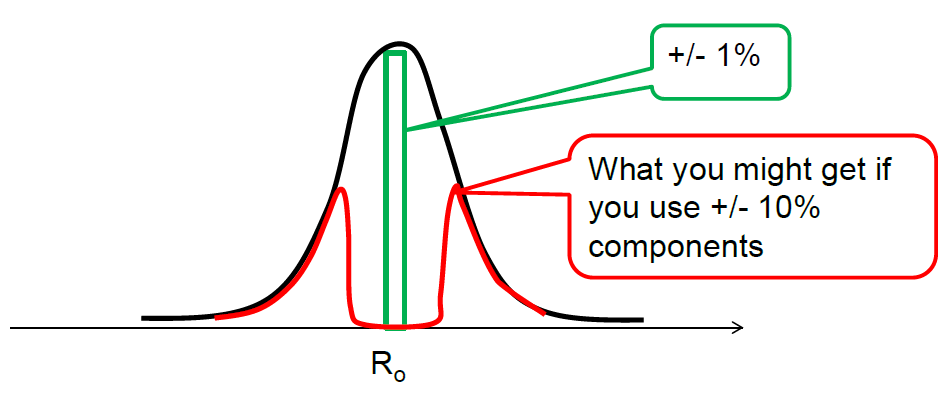 +/- 1%
What you might get if
you use +/- 10%
components
Ro